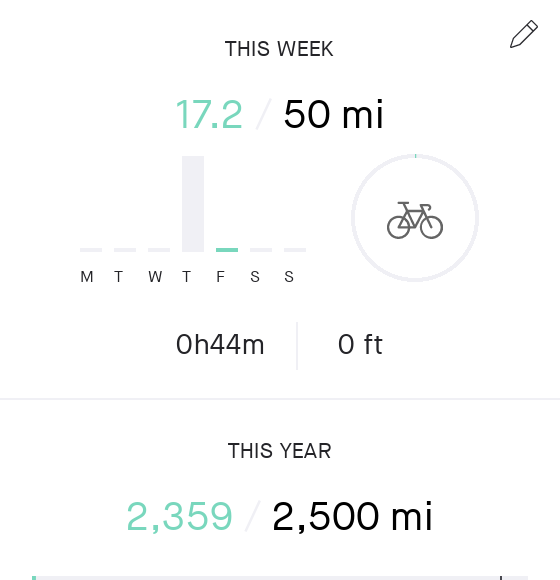 THIS WEEK
17.2 / 50 mi
M T W T F S S
0h44m 0 ft
THIS YEAR
2,359 / 2,500 mi